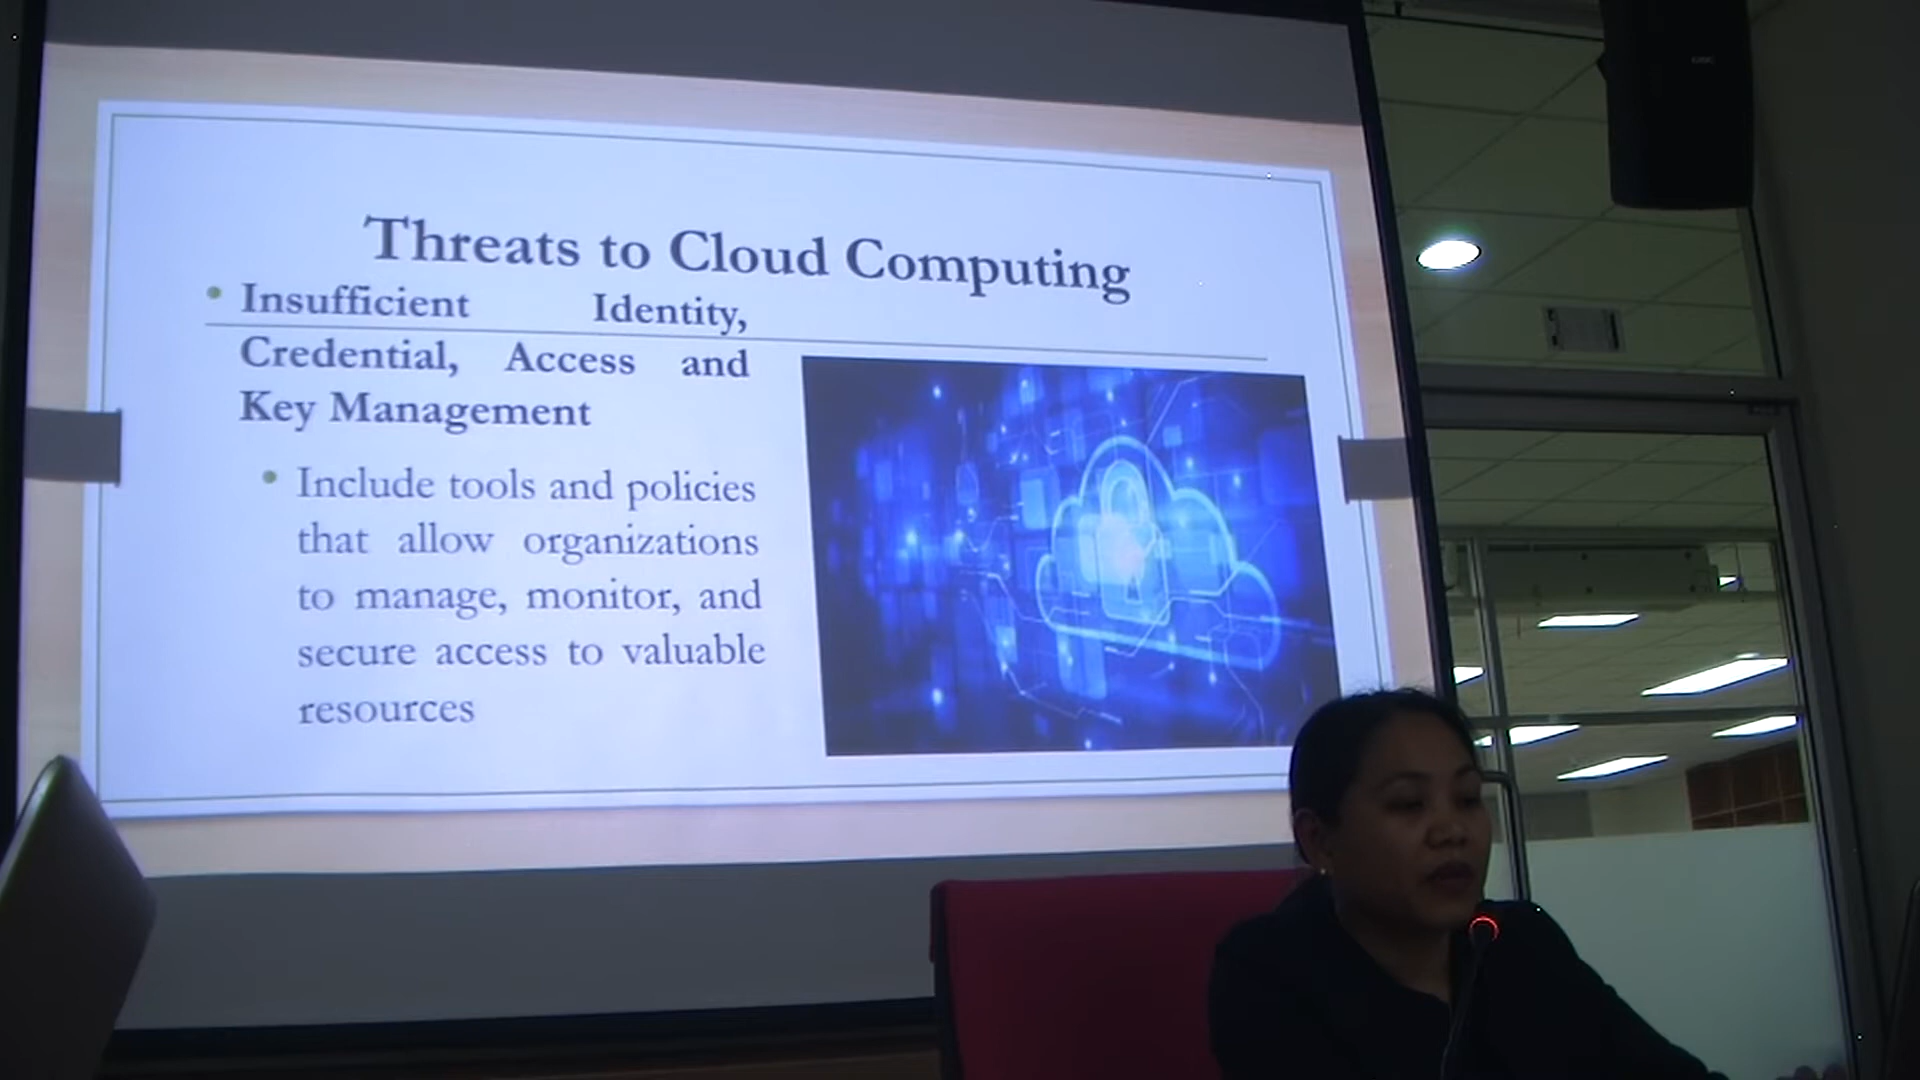 Threats to Cloud Computing
• Insufficient Identity,
Credential, Access and
Key Management
• Include tools and policies
that allow organizations
to manage, monitor, and
secure access to valuable
resources